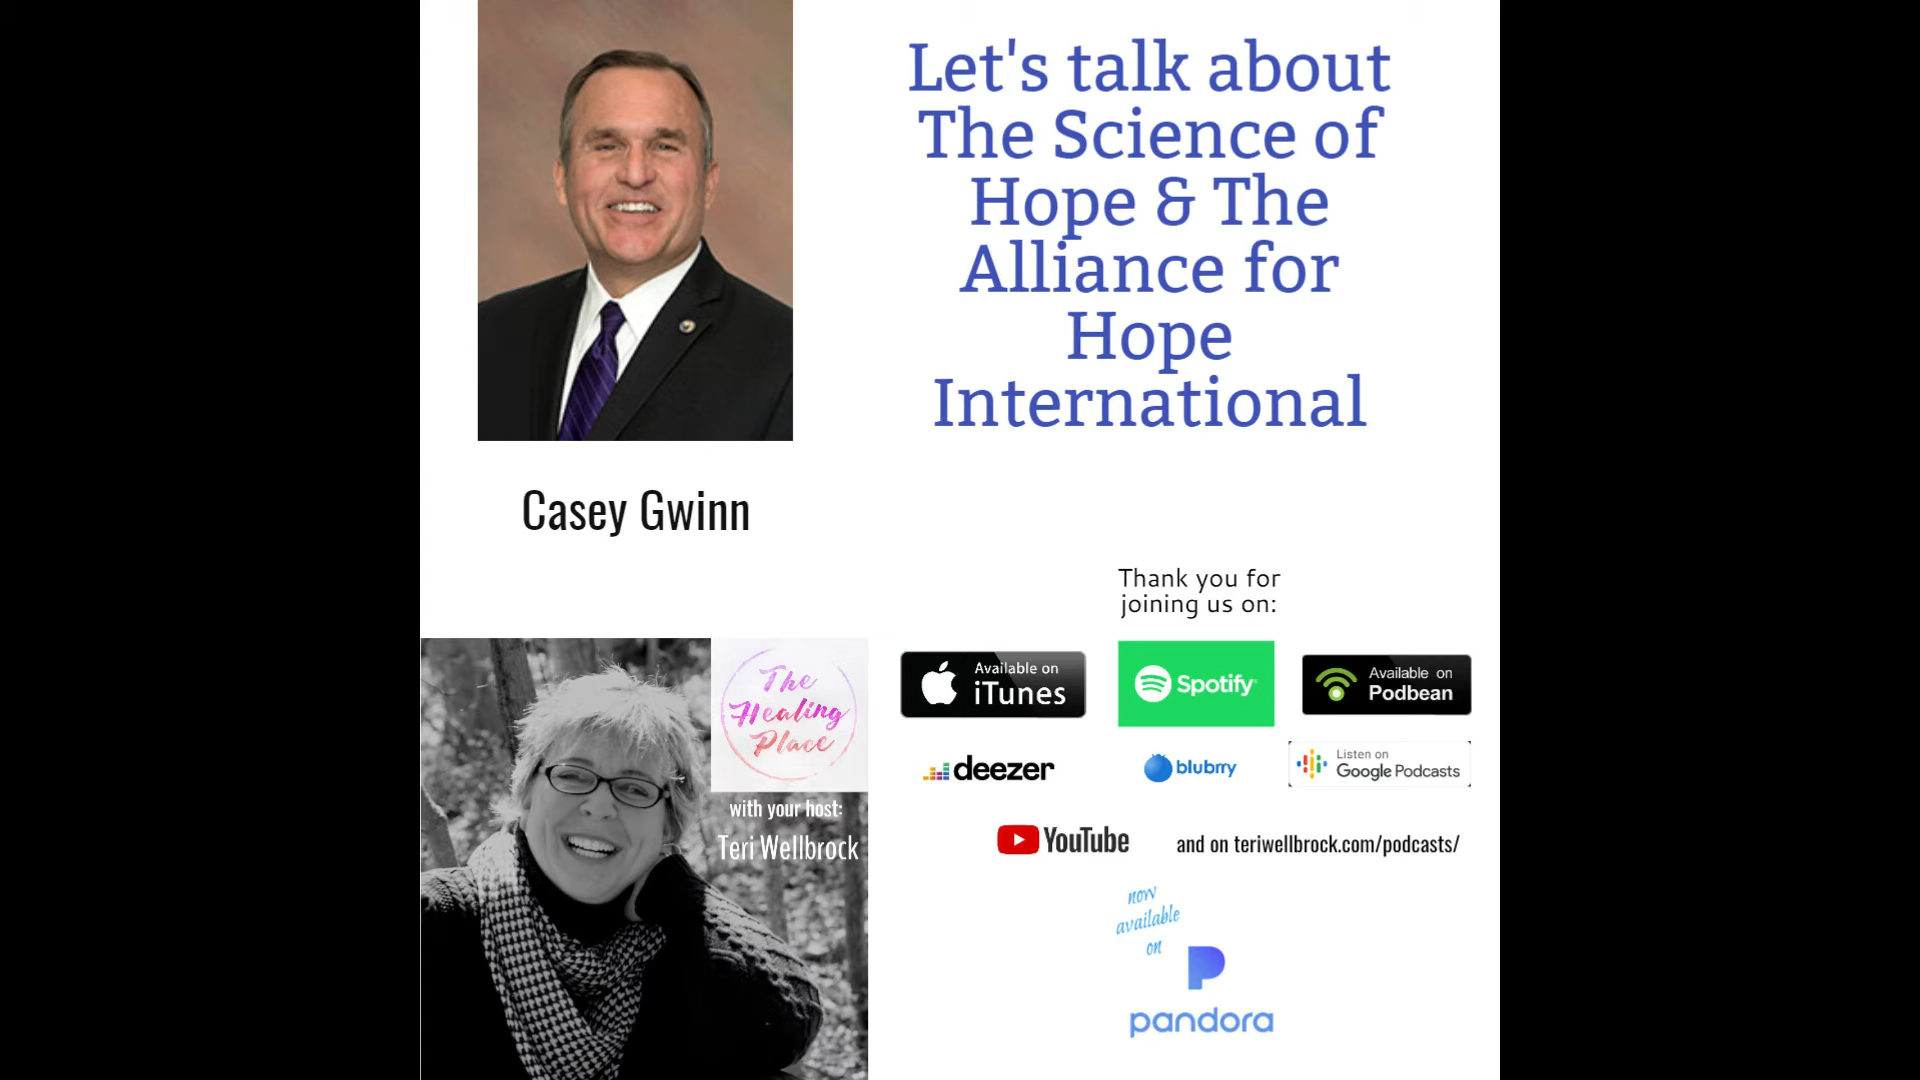 Let's talk about
The Science of
Hope & The
Alliance for
Hope
International
Casey Gwinn
Thank you for
joining us on:
The
Healing
Place
with your host:
Teri Wellbrock
Available on
iTunes
Spotify
Available on
Podbean
deezer
blubrry
Listen on
Google Podcasts
YouTube
and on teriwellbrock.com/podcasts/
now
available
on
pandora